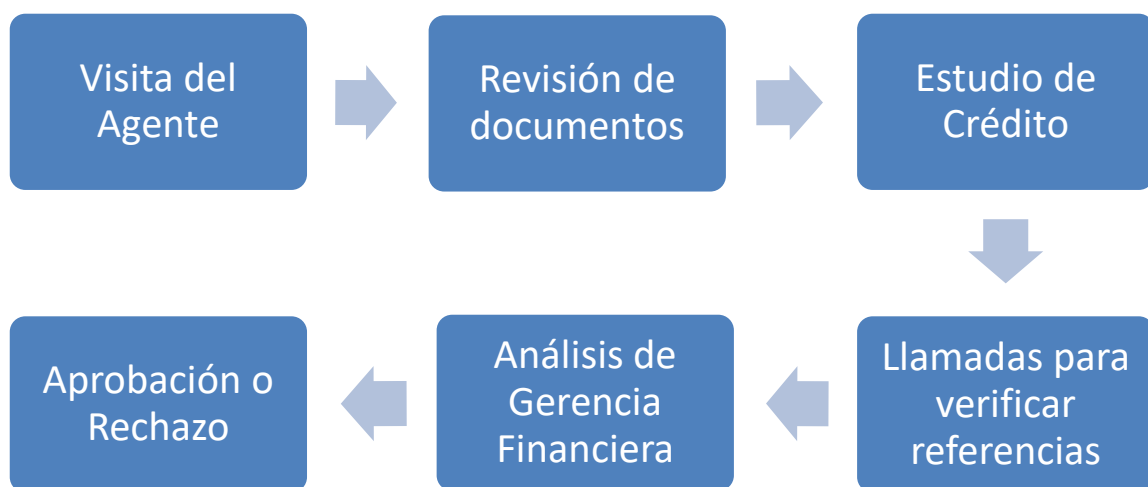 Visita del
Agente
Revisión de
documentos
Estudio de
Crédito
Llamadas para
verificar
referencias
Análisis de
Gerencia
Financiera
Aprobación o
Rechazo